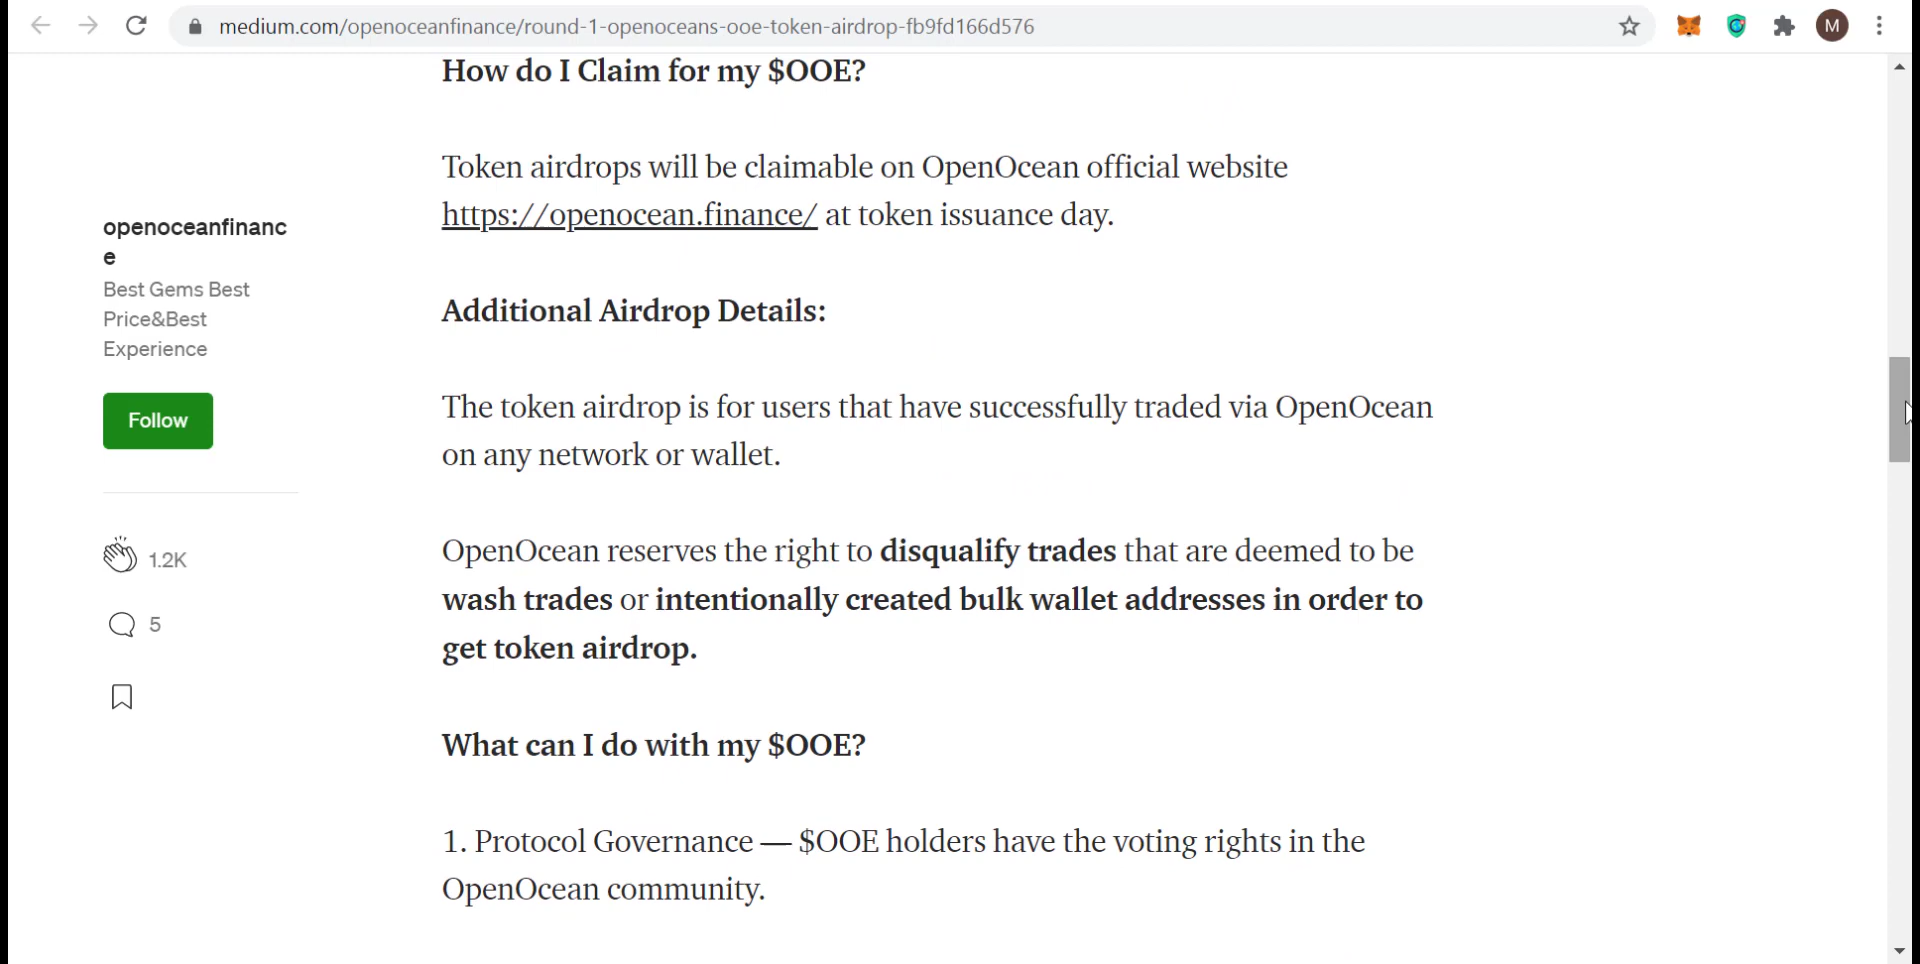 medium.com/openoceanfinance/round-1-openoceans-ooe-token-airdrop-fb9fd166d576
M
How do I Claim for my $OOE?
Token airdrops will be claimable on OpenOcean official website
https://openocean.finance/ at token issuance day.
openoceanfinanc
e
Best Gems Best
Price&Best
Experience
Follow
1.2K
5
Additional Airdrop Details:
The token airdrop is for users that have successfully traded via OpenOcean
on any network or wallet.
OpenOcean reserves the right to disqualify trades that are deemed to be
wash trades or intentionally created bulk wallet addresses in order to
get token airdrop.
What can I do with my $OOE?
1. Protocol Governance — $OOE holders have the voting rights in the
OpenOcean community.